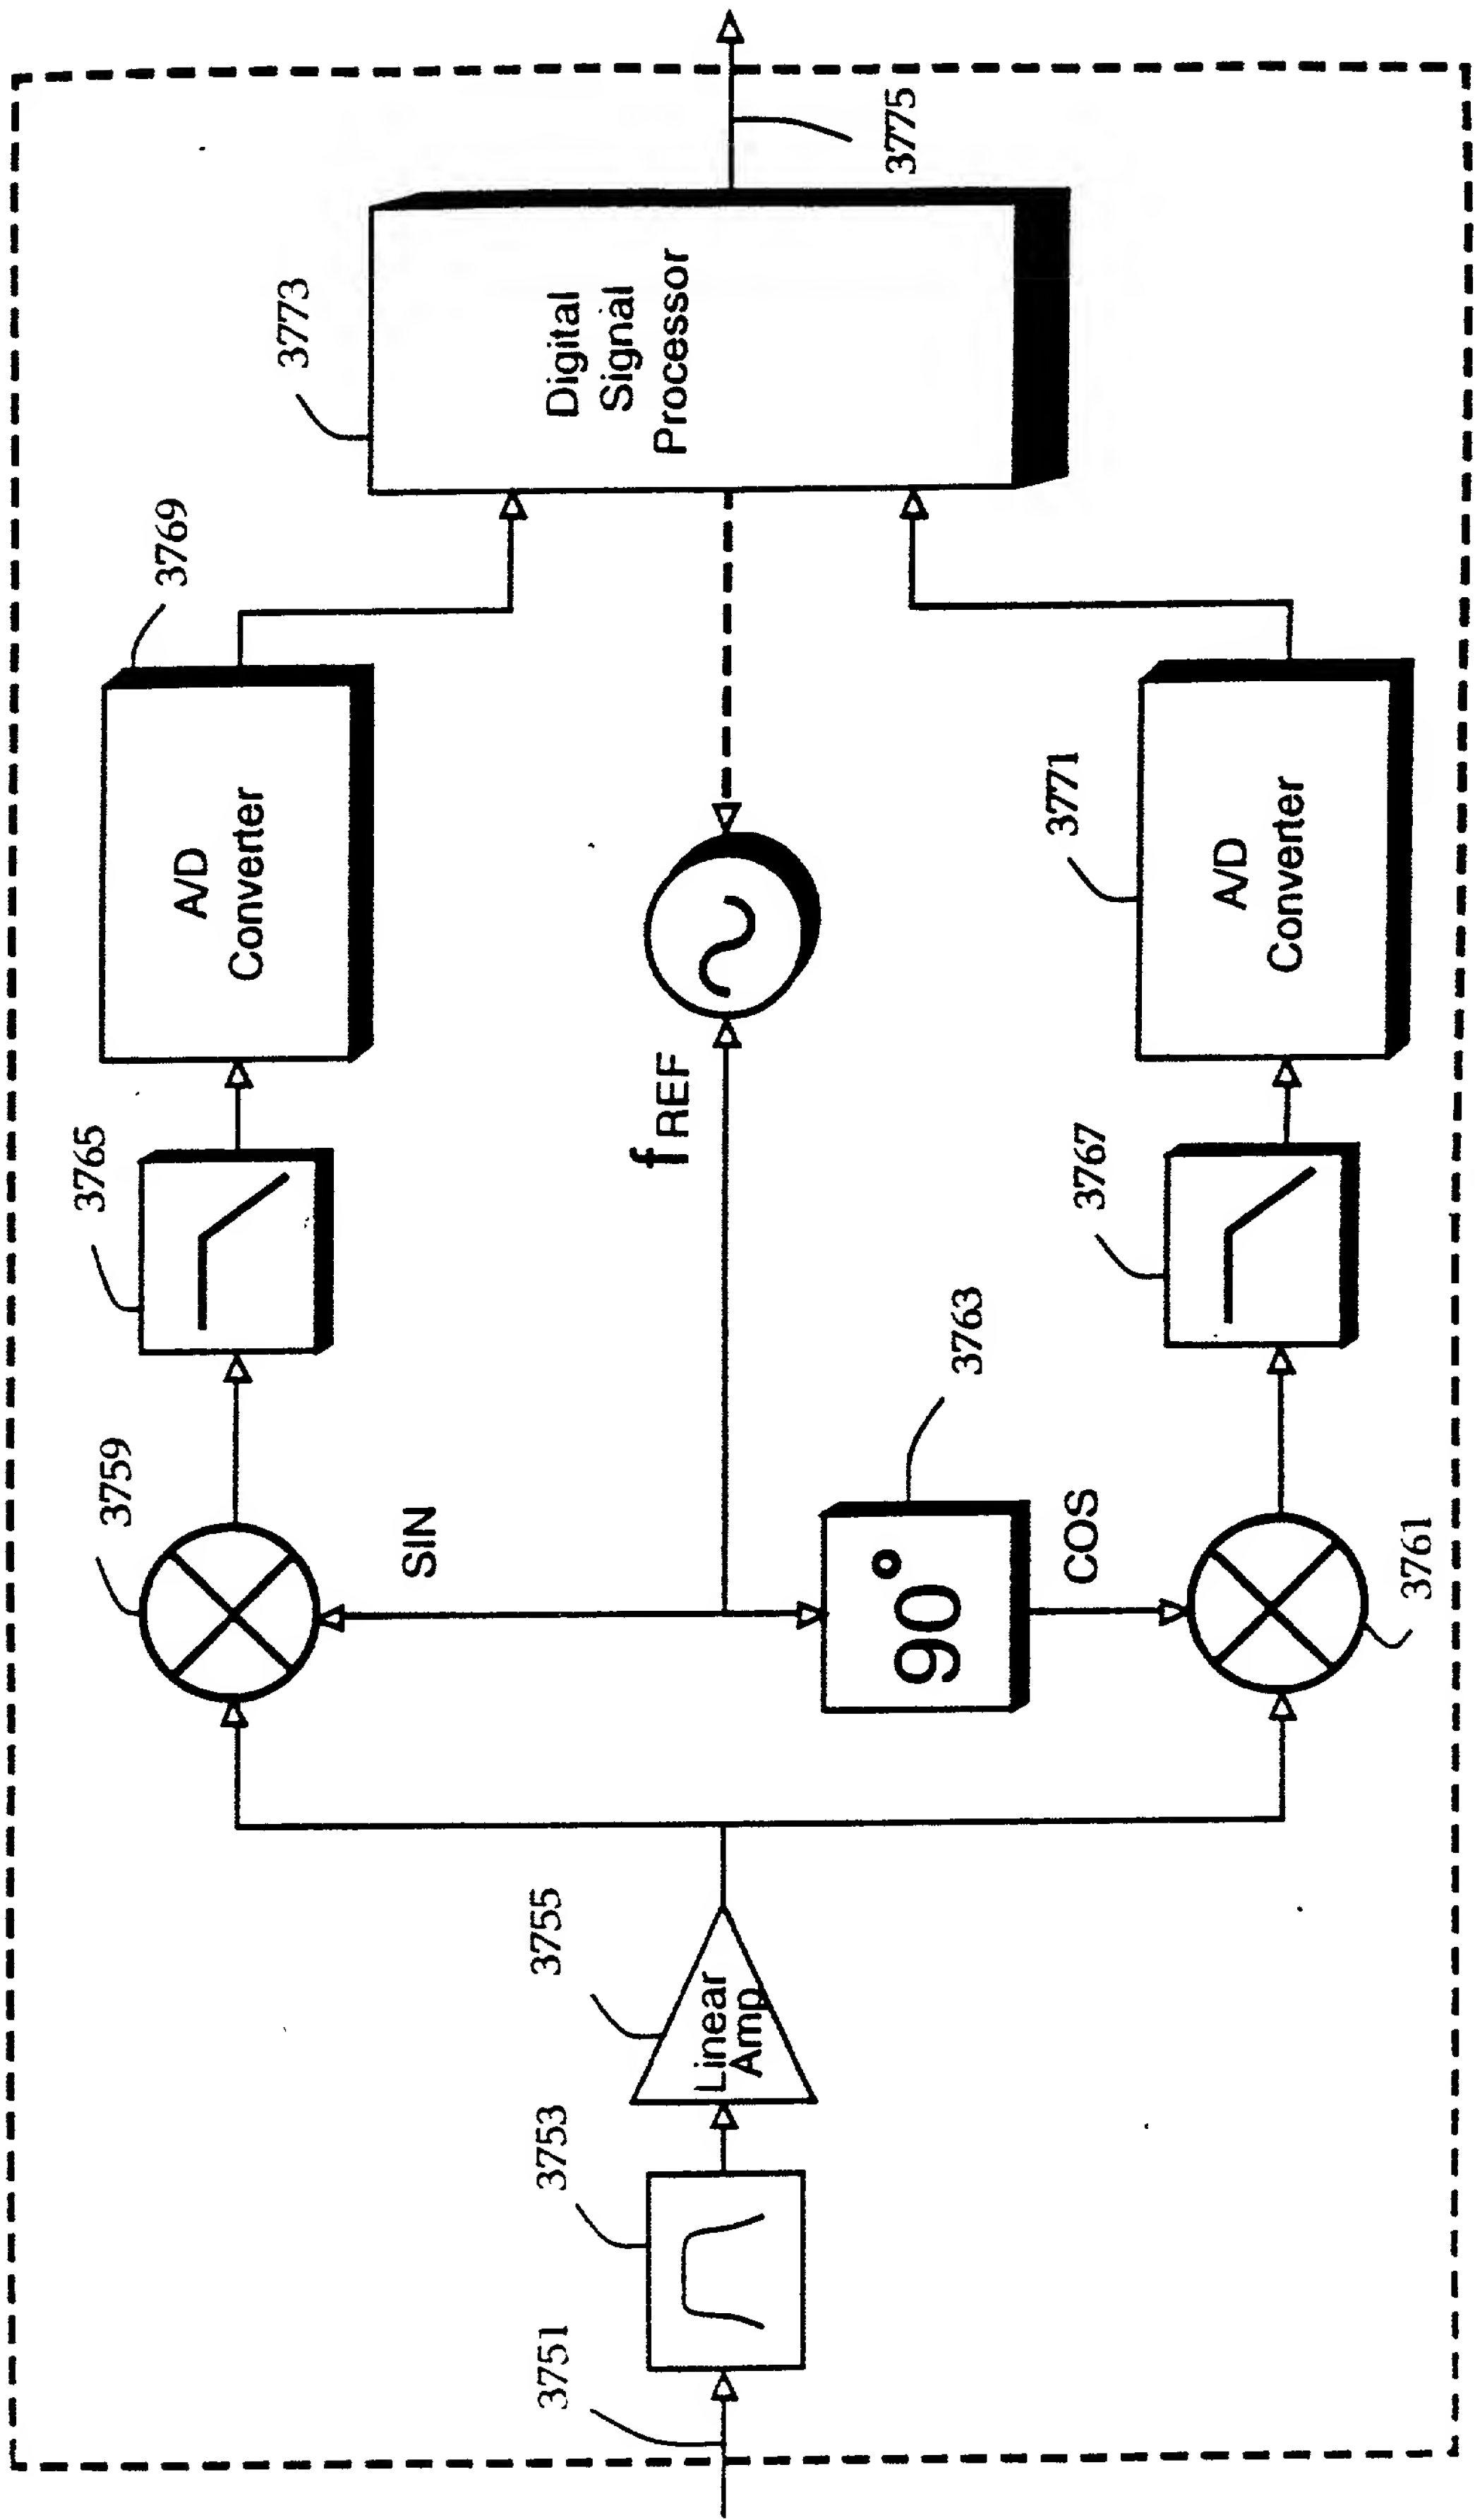 3751
3753
3755
Linear
Amp
3759
SIN
90°
3763
COS
3761
3765
3767
f REF
3769
A/D
Converter
3771
A/D
Converter
3773
Digital
Signal
Processor
3775